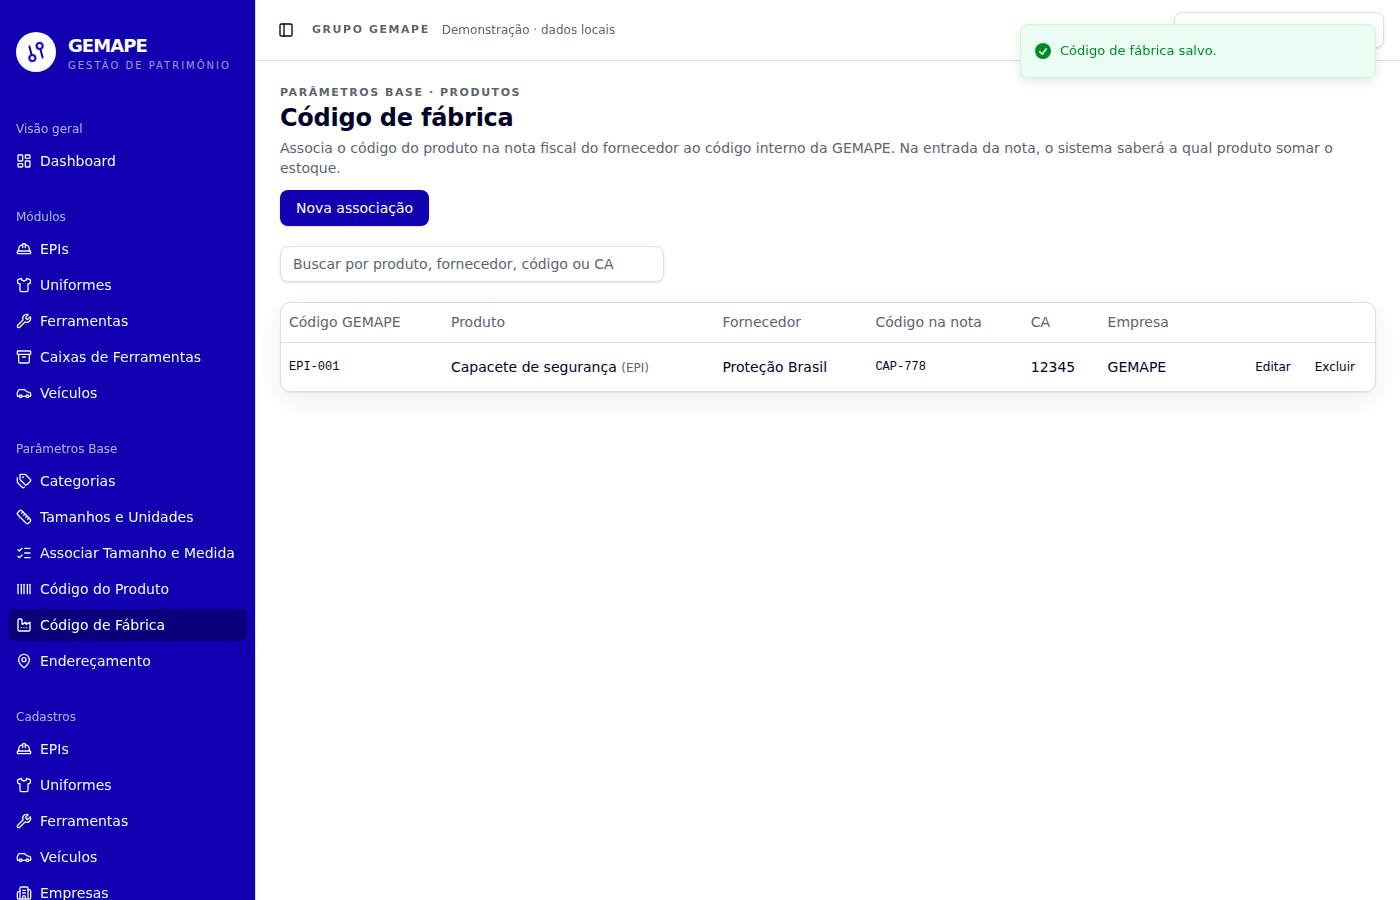 GEMAPE
GESTÃO DE PATRIMÔNIO
Visão geral
Dashboard
Módulos
EPIs
Uniformes
Ferramentas
Caixas de Ferramentas
Veículos
Parâmetros Base
Categorias
Tamanhos e Unidades
Associar Tamanho e Medida
Código do Produto
Código de Fábrica
Endereçamento
Cadastros
EPIs
Uniformes
Ferramentas
Veículos
Empresas
GRUPO GEMAPE Demonstração · dados locais
Código de fábrica salvo.
PARÂMETROS BASE · PRODUTOS
Código de fábrica
Associa o código do produto na nota fiscal do fornecedor ao código interno da GEMAPE. Na entrada da nota, o sistema saberá a qual produto somar o
estoque.
Nova associação
Buscar por produto, fornecedor, código ou CA
Código GEMAPE Produto Fornecedor Código na nota CA Empresa
EPI-001 Capacete de segurança (EPI) Proteção Brasil CAP-778 12345 GEMAPE Editar Excluir